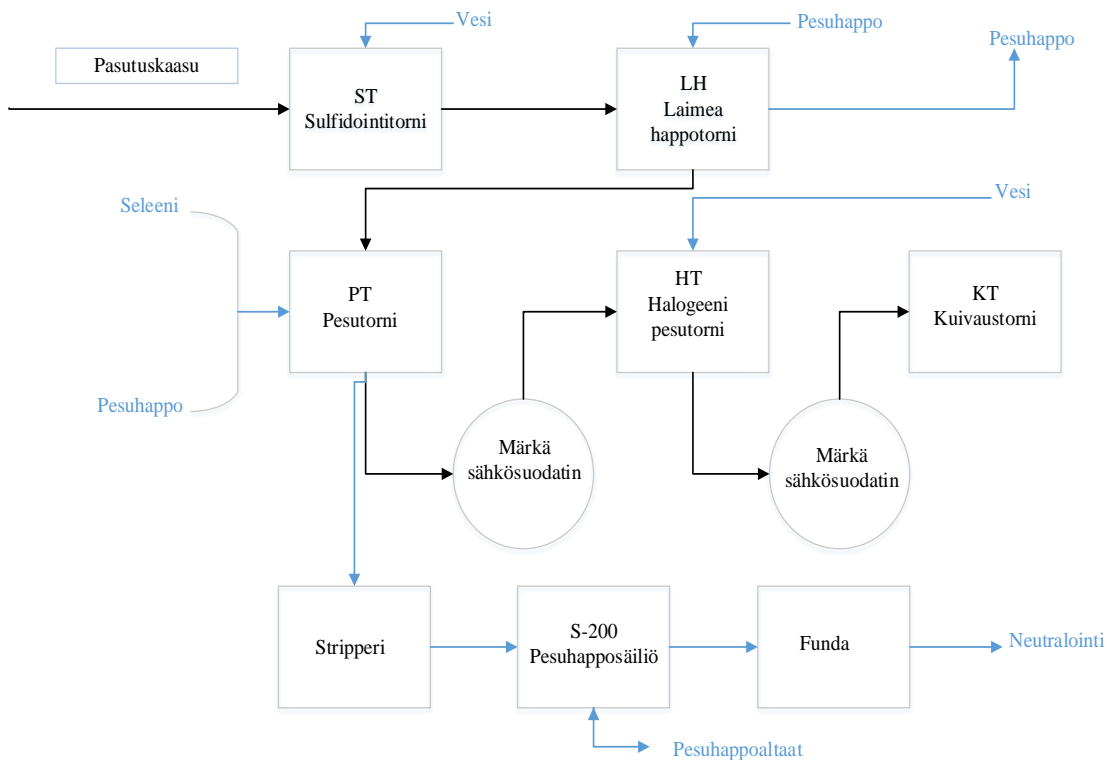 Vesi
Pesuhappo
Pesuhappo
Pasutuskaasu
ST
Sulfidointitorni
LH
Laimea
happotorni
Seleeni
Vesi
PT
Pesutorni
HT
Halogeeni
pesutorni
KT
Kuivaustorni
Pesuhappo
Märkä
sähkösuodatin
Märkä
sähkösuodatin
Stripperi
S-200
Pesuhapposäiliö
Funda
Neutralointi
Pesuhappoaltaat